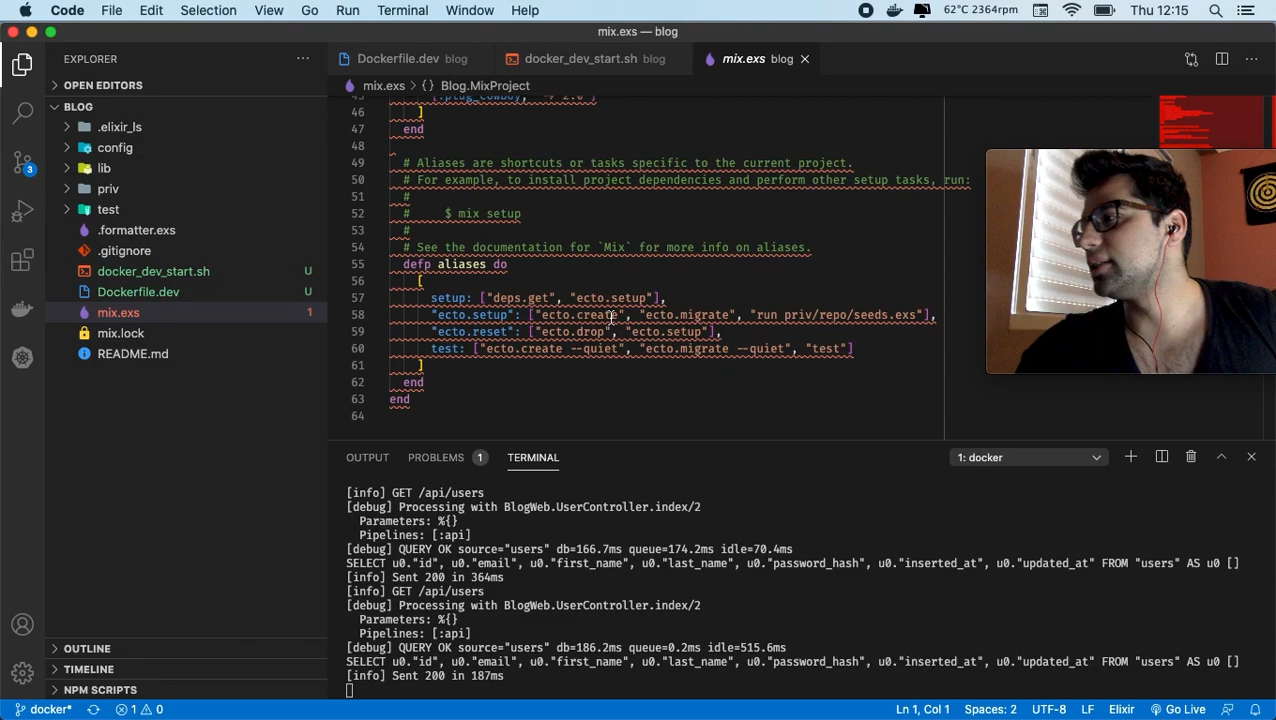 Code File Edit Selection View Go Run Terminal Window Help 62°C 2364rpm Thu 12:15
mix.exs — blog
EXPLORER
Dockerfile.dev blog docker_dev_start.sh blog mix.exs blog
OPEN EDITORS
mix.exs > {} Blog.MixProject
BLOG
.elixir_ls
config
lib
priv
test
.formatter.exs
.gitignore
docker_dev_start.sh U
Dockerfile.dev U
mix.exs 1
mix.lock
README.md
OUTLINE
TIMELINE
NPM SCRIPTS
3
45 {:plug_cowboy, "~> 2.0"}
46 ]
47 end
48
49 # Aliases are shortcuts or tasks specific to the current project.
50 # For example, to install project dependencies and perform other setup tasks, run:
51 #
52 # $ mix setup
53 #
54 # See the documentation for `Mix` for more info on aliases.
55 defp aliases do
56 [
57 setup: ["deps.get", "ecto.setup"],
58 "ecto.setup": ["ecto.create", "ecto.migrate", "run priv/repo/seeds.exs"],
59 "ecto.reset": ["ecto.drop", "ecto.setup"],
60 test: ["ecto.create --quiet", "ecto.migrate --quiet", "test"]
61 ]
62 end
63 end
64
OUTPUT PROBLEMS 1 TERMINAL 1: docker
[info] GET /api/users
[debug] Processing with BlogWeb.UserController.index/2
Parameters: %{}
Pipelines: [:api]
[debug] QUERY OK source="users" db=166.7ms queue=174.2ms idle=70.4ms
SELECT u0."id", u0."email", u0."first_name", u0."last_name", u0."password_hash", u0."inserted_at", u0."updated_at" FROM "users" AS u0 []
[info] Sent 200 in 364ms
[info] GET /api/users
[debug] Processing with BlogWeb.UserController.index/2
Parameters: %{}
Pipelines: [:api]
[debug] QUERY OK source="users" db=186.2ms queue=0.2ms idle=515.6ms
SELECT u0."id", u0."email", u0."first_name", u0."last_name", u0."password_hash", u0."inserted_at", u0."updated_at" FROM "users" AS u0 []
[info] Sent 200 in 187ms
docker* 1 0 Ln 1, Col 1 Spaces: 2 UTF-8 LF Elixir Go Live